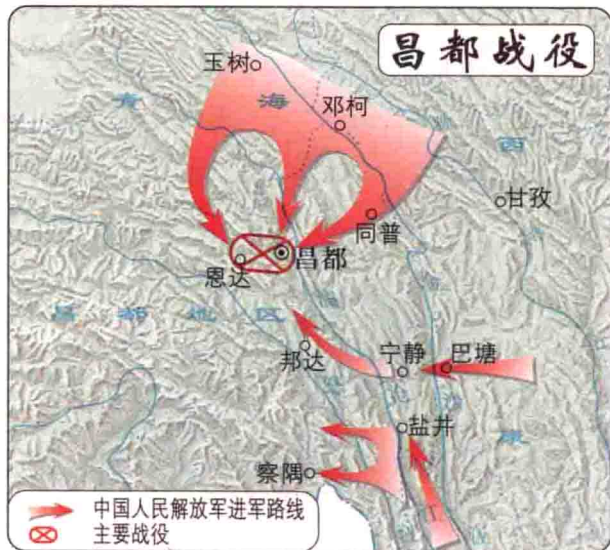 昌都战役
玉树
青 海
邓柯
西
甘孜
同普
昌都
恩达
昌都地区
邦达
宁静
巴塘
康
盐井
察隅
中国人民解放军进军路线
主要战役